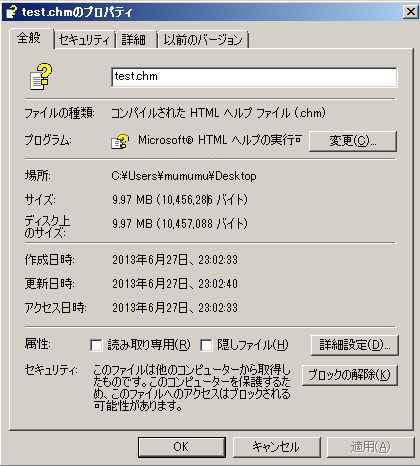 test.chmのプロパティ
全般 セキュリティ 詳細 以前のバージョン
test.chm
ファイルの種類: コンパイルされた HTML ヘルプ ファイル (.chm)
プログラム: Microsoft® HTML ヘルプの実行可 変更(C)...
場所: C:¥Users¥mumumu¥Desktop
サイズ: 9.97 MB (10,456,286 バイト)
ディスク上
のサイズ: 9.97 MB (10,457,088 バイト)
作成日時: 2013年6月27日、23:02:33
更新日時: 2013年6月27日、23:02:40
アクセス日時: 2013年6月27日、23:02:33
属性: 読み取り専用(R) 隠しファイル(H) 詳細設定(D)...
セキュリティ: このファイルは他のコンピューターから取得し
たものです。このコンピューターを保護するた
め、このファイルへのアクセスはブロックされる
可能性があります。
ブロックの解除(K)
OK キャンセル 適用(A)